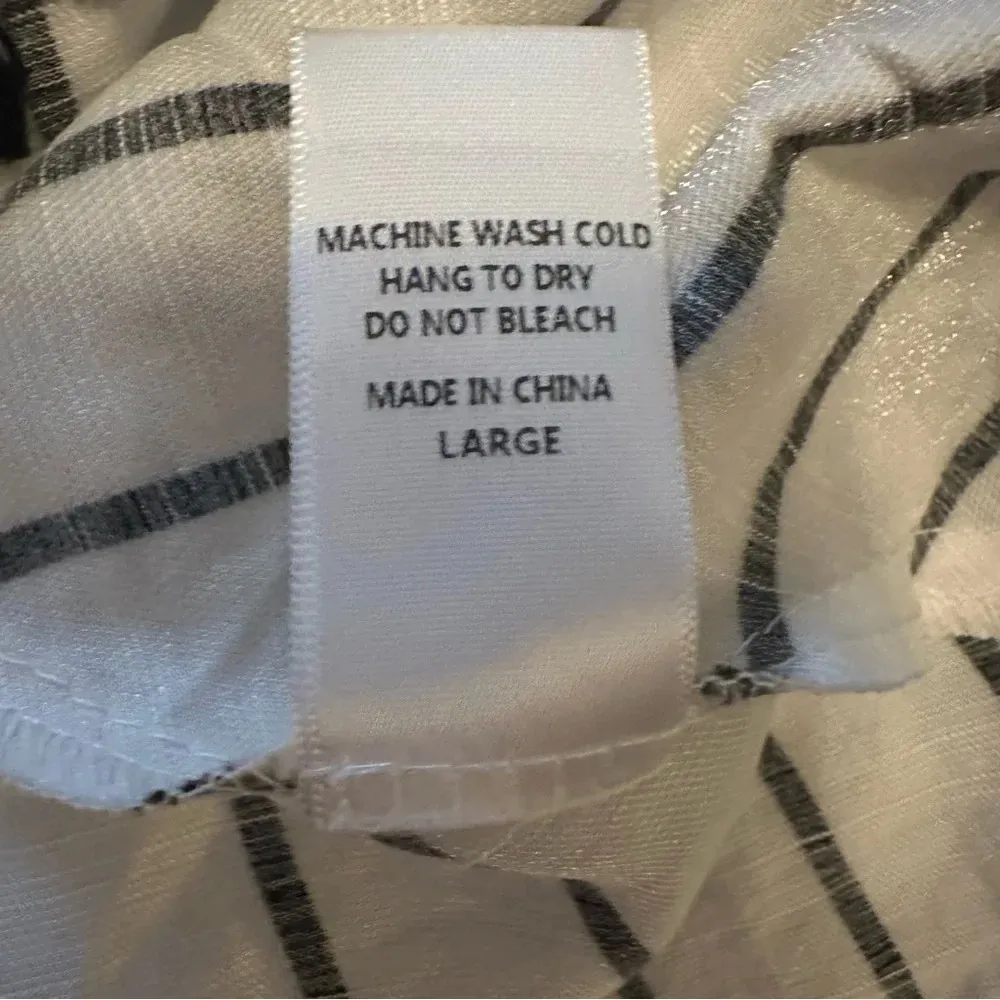 MACHINE WASH COLD
HANG TO DRY
DO NOT BLEACH
MADE IN CHINA
LARGE